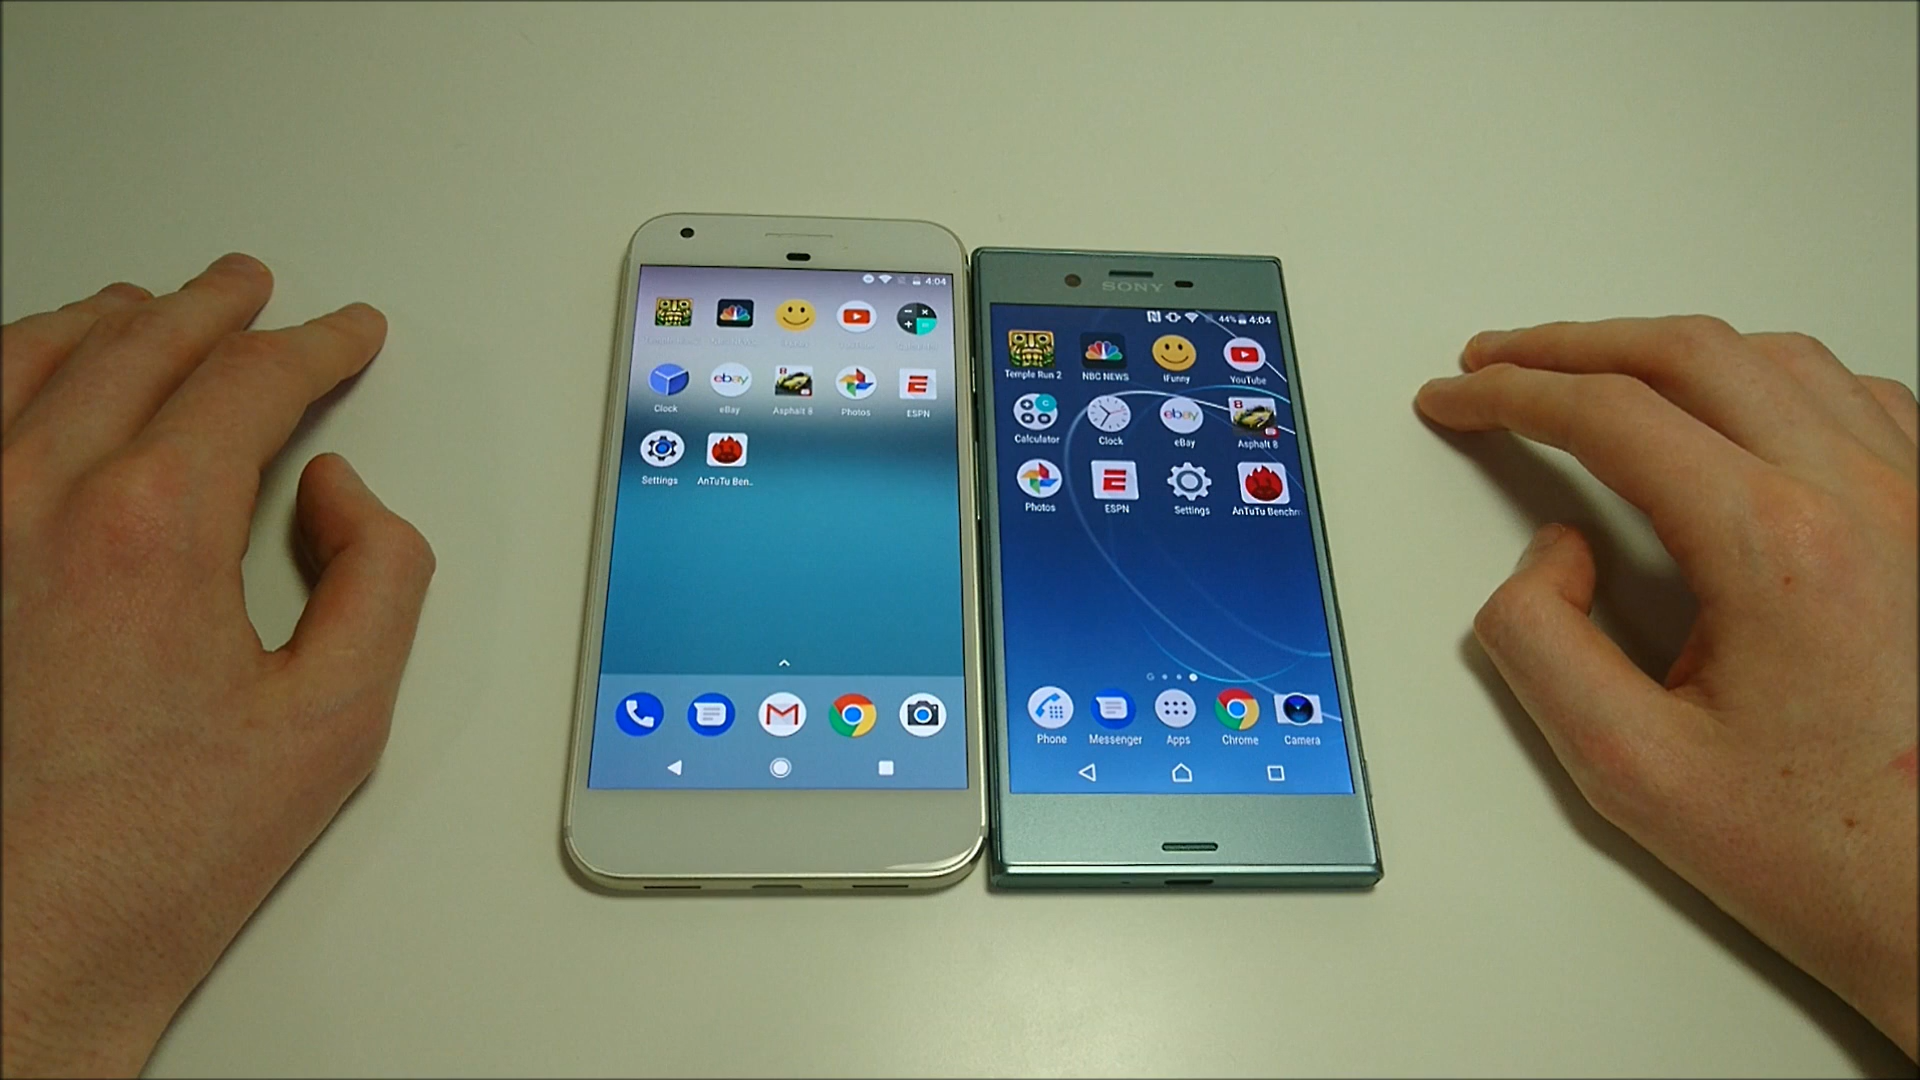 4:04
Clock
eBay
Asphalt 8
Photos
ESPN
Settings
AnTuTu Ben..
SONY
44% 4:04
Temple Run 2
NBC NEWS
iFunny
YouTube
Calculator
Clock
eBay
Asphalt 8
Photos
ESPN
Settings
AnTuTu Benchm
Phone
Messenger
Apps
Chrome
Camera